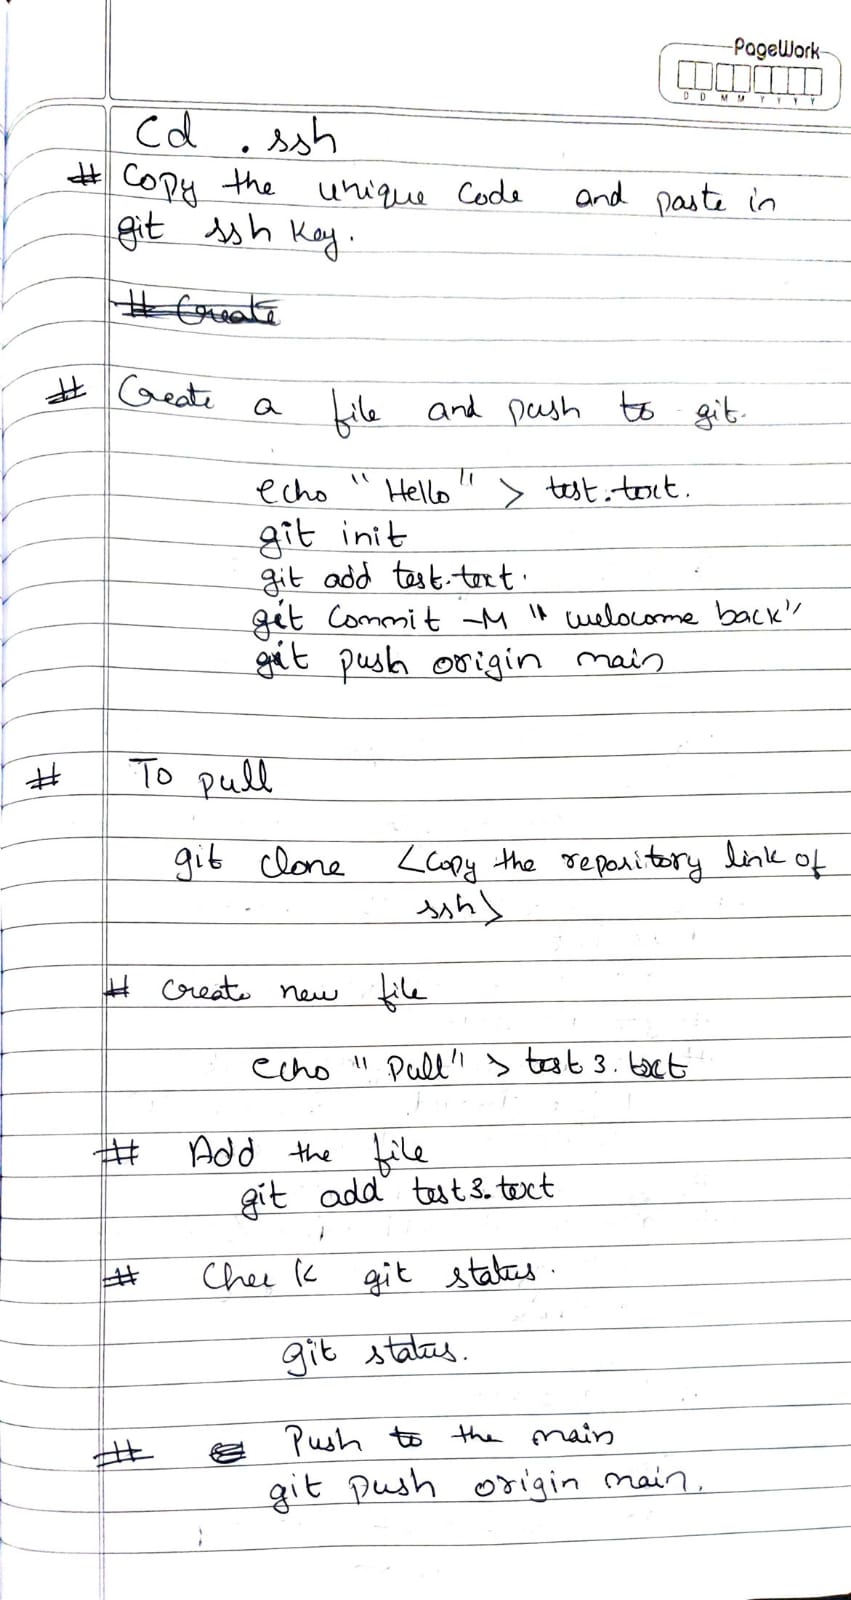 PageWork
D D M M Y Y Y Y
cd .ssh
# Copy the unique code and paste in
git ssh key.
# Create
# Create a file and push to git.
echo "Hello" > test.text.
git init
git add test.text.
git commit -M "welocome back"
git push origin main
# To pull
git clone <copy the repository link of
ssh>
# create new file
echo "Pull" > test3.text
# Add the file
git add test3.text
# Check git status.
git status.
# Push to the main
git push origin main.